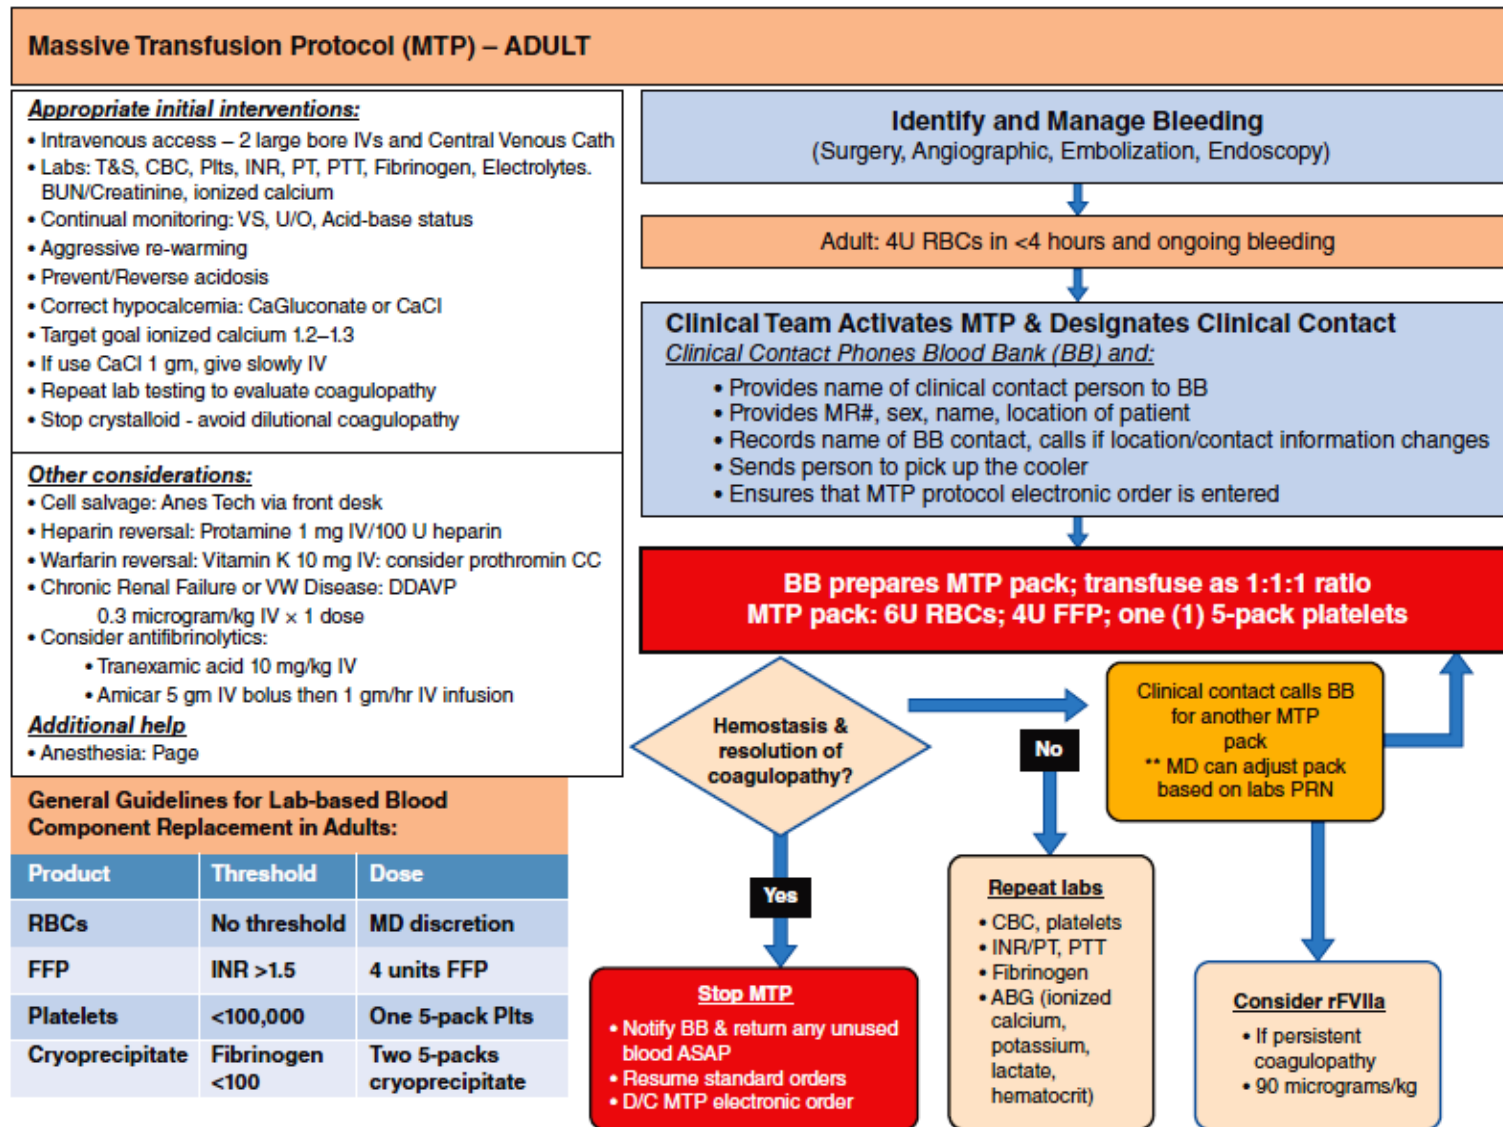 Massive Transfusion Protocol (MTP) – ADULT
Appropriate initial interventions:
• Intravenous access – 2 large bore IVs and Central Venous Cath
• Labs: T&S, CBC, Plts, INR, PT, PTT, Fibrinogen, Electrolytes.
BUN/Creatinine, ionized calcium
• Continual monitoring: VS, U/O, Acid-base status
• Aggressive re-warming
• Prevent/Reverse acidosis
• Correct hypocalcemia: CaGluconate or CaCl
• Target goal ionized calcium 1.2–1.3
• If use CaCl 1 gm, give slowly IV
• Repeat lab testing to evaluate coagulopathy
• Stop crystalloid - avoid dilutional coagulopathy
Other considerations:
• Cell salvage: Anes Tech via front desk
• Heparin reversal: Protamine 1 mg IV/100 U heparin
• Warfarin reversal: Vitamin K 10 mg IV: consider prothromin CC
• Chronic Renal Failure or VW Disease: DDAVP
0.3 microgram/kg IV × 1 dose
• Consider antifibrinolytics:
• Tranexamic acid 10 mg/kg IV
• Amicar 5 gm IV bolus then 1 gm/hr IV infusion
Additional help
• Anesthesia: Page
General Guidelines for Lab-based Blood
Component Replacement in Adults:
Product Threshold Dose
RBCs No threshold MD discretion
FFP INR >1.5 4 units FFP
Platelets <100,000 One 5-pack Plts
Cryoprecipitate Fibrinogen <100 Two 5-packs cryoprecipitate
Identify and Manage Bleeding
(Surgery, Angiographic, Embolization, Endoscopy)
Adult: 4U RBCs in <4 hours and ongoing bleeding
Clinical Team Activates MTP & Designates Clinical Contact
Clinical Contact Phones Blood Bank (BB) and:
• Provides name of clinical contact person to BB
• Provides MR#, sex, name, location of patient
• Records name of BB contact, calls if location/contact information changes
• Sends person to pick up the cooler
• Ensures that MTP protocol electronic order is entered
BB prepares MTP pack; transfuse as 1:1:1 ratio
MTP pack: 6U RBCs; 4U FFP; one (1) 5-pack platelets
Hemostasis &
resolution of
coagulopathy?
No
Clinical contact calls BB
for another MTP
pack
** MD can adjust pack
based on labs PRN
Yes
Stop MTP
• Notify BB & return any unused
blood ASAP
• Resume standard orders
• D/C MTP electronic order
Repeat labs
• CBC, platelets
• INR/PT, PTT
• Fibrinogen
• ABG (ionized
calcium,
potassium,
lactate,
hematocrit)
Consider rFVIIa
• If persistent
coagulopathy
• 90 micrograms/kg